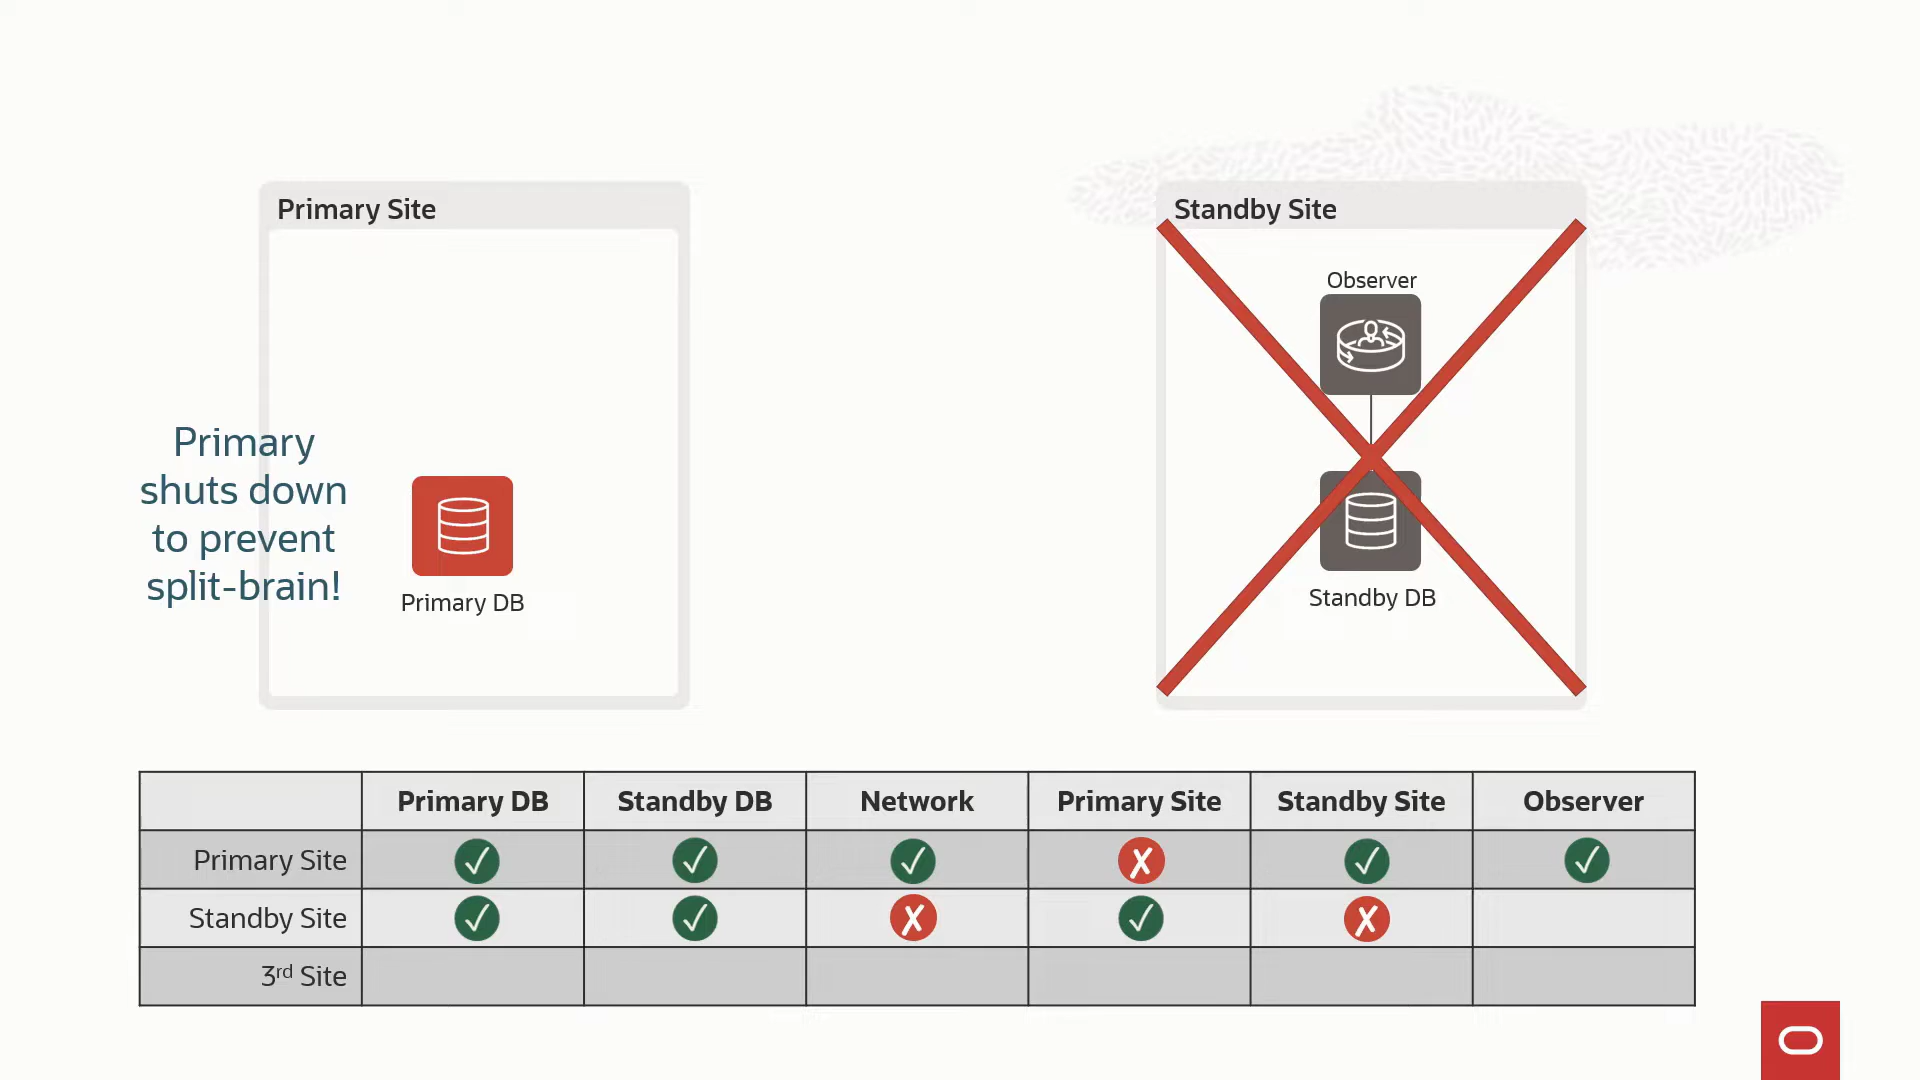 Primary Site
Standby Site
Observer
Primary
shuts down
to prevent
split-brain!
Primary DB
Standby DB
Primary DB Standby DB Network Primary Site Standby Site Observer
Primary Site ✓ ✓ ✓ ✗ ✓ ✓
Standby Site ✓ ✓ ✗ ✓ ✗
3rd Site